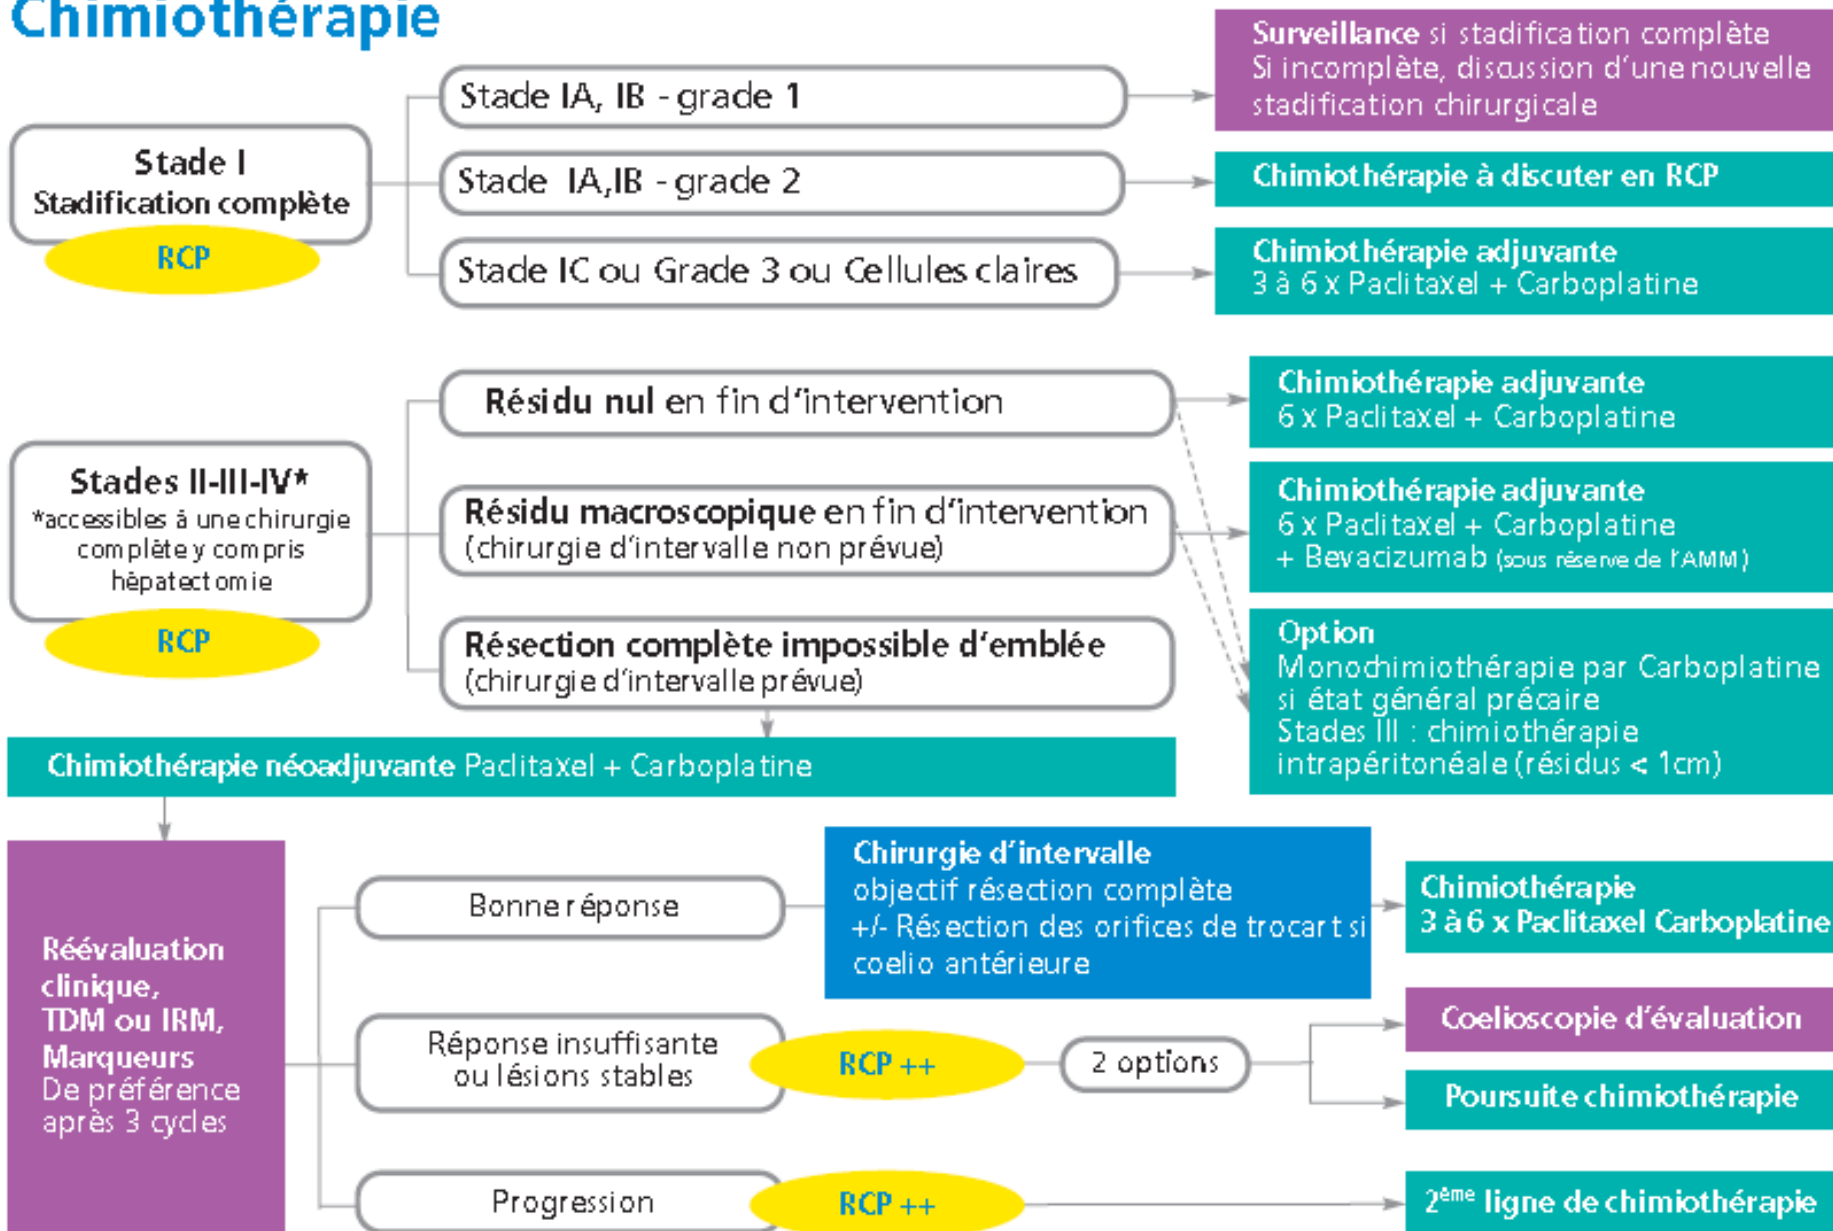 Chimiothérapie
Stade I
Stadification complète
RCP
Stade IA, IB - grade 1
Surveillance si stadification complète
Si incomplète, discussion d'une nouvelle
stadification chirurgicale
Stade IA,IB - grade 2
Chimiothérapie à discuter en RCP
Stade IC ou Grade 3 ou Cellules claires
Chimiothérapie adjuvante
3 à 6 x Paclitaxel + Carboplatine
Stades II-III-IV*
*accessibles à une chirurgie
complète y compris
hépatectomie
RCP
Résidu nul en fin d'intervention
Chimiothérapie adjuvante
6 x Paclitaxel + Carboplatine
Résidu macroscopique en fin d'intervention
(chirurgie d'intervalle non prévue)
Chimiothérapie adjuvante
6 x Paclitaxel + Carboplatine
+ Bevacizumab (sous réserve de l'AMM)
Résection complète impossible d'emblée
(chirurgie d'intervalle prévue)
Option
Monochimiothérapie par Carboplatine
si état général précaire
Stades III : chimiothérapie
intrapéritonéale (résidus < 1cm)
Chimiothérapie néoadjuvante Paclitaxel + Carboplatine
Réévaluation
clinique,
TDM ou IRM,
Marqueurs
De préférence
après 3 cycles
Bonne réponse
Chirurgie d'intervalle
objectif résection complète
+/- Résection des orifices de trocart si
coelio antérieure
Chimiothérapie
3 à 6 x Paclitaxel Carboplatine
Réponse insuffisante
ou lésions stables
RCP ++
2 options
Coelioscopie d'évaluation
Poursuite chimiothérapie
Progression
RCP ++
2ème ligne de chimiothérapie